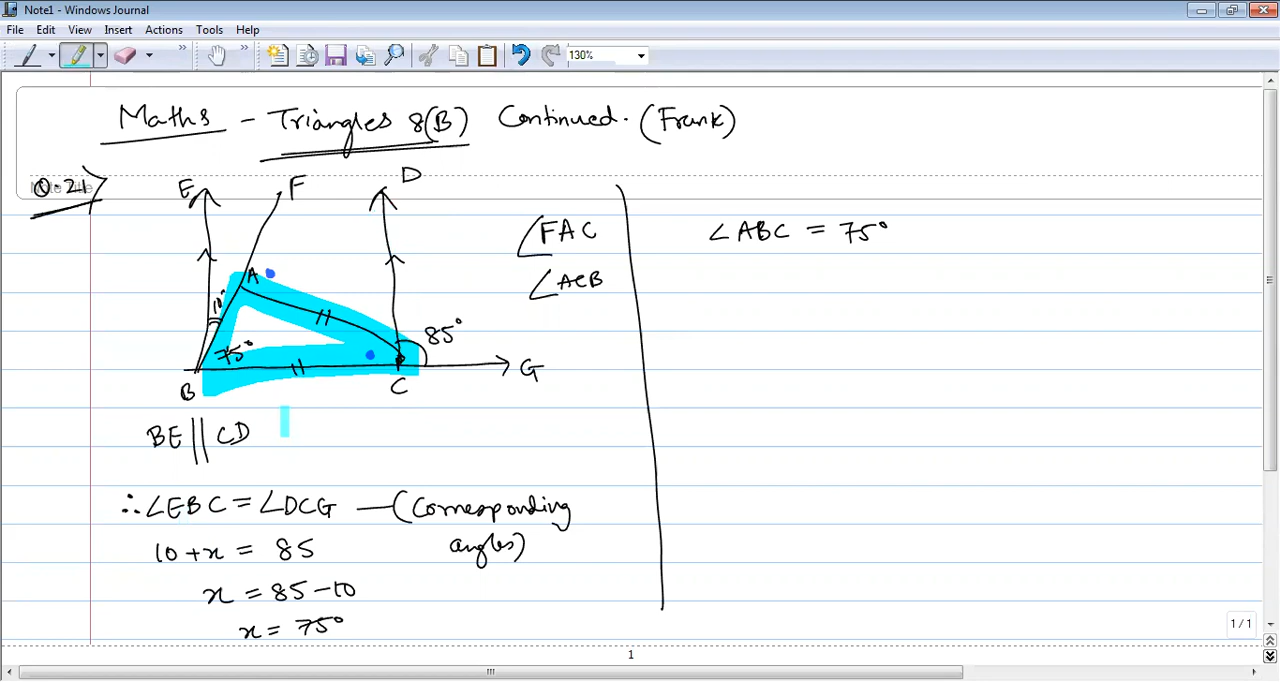 Note1 - Windows Journal
File Edit View Insert Actions Tools Help
130%
Maths - Triangles 8(B) Continued. (Frank)
Q.21
E F D
∠FAC
∠ABC = 75°
A
∠ACB
10°
85°
75°
B C G
BE || CD
∴ ∠EBC = ∠DCG — (Corresponding
angles)
10 + x = 85
x = 85 - 10
x = 75°
1 / 1
1